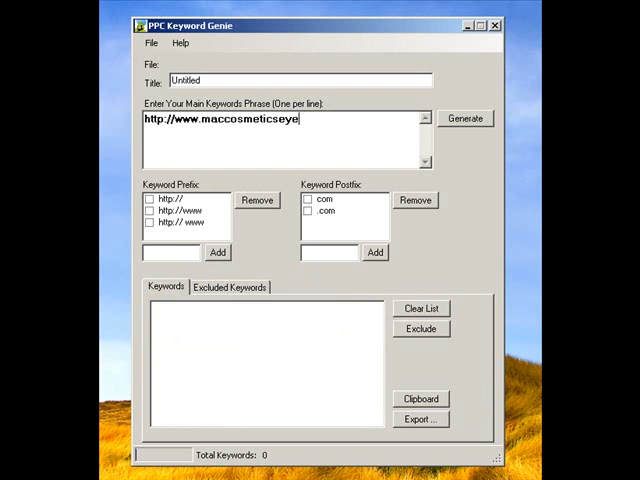 PPC Keyword Genie
File Help
File:
Title: Untitled
Enter Your Main Keywords Phrase (One per line):
http://www.maccosmeticseye
Generate
Keyword Prefix: Keyword Postfix:
http:// com
http://www .com
http:// www
Remove Remove
Add Add
Keywords Excluded Keywords
Clear List
Exclude
Clipboard
Export ...
Total Keywords: 0